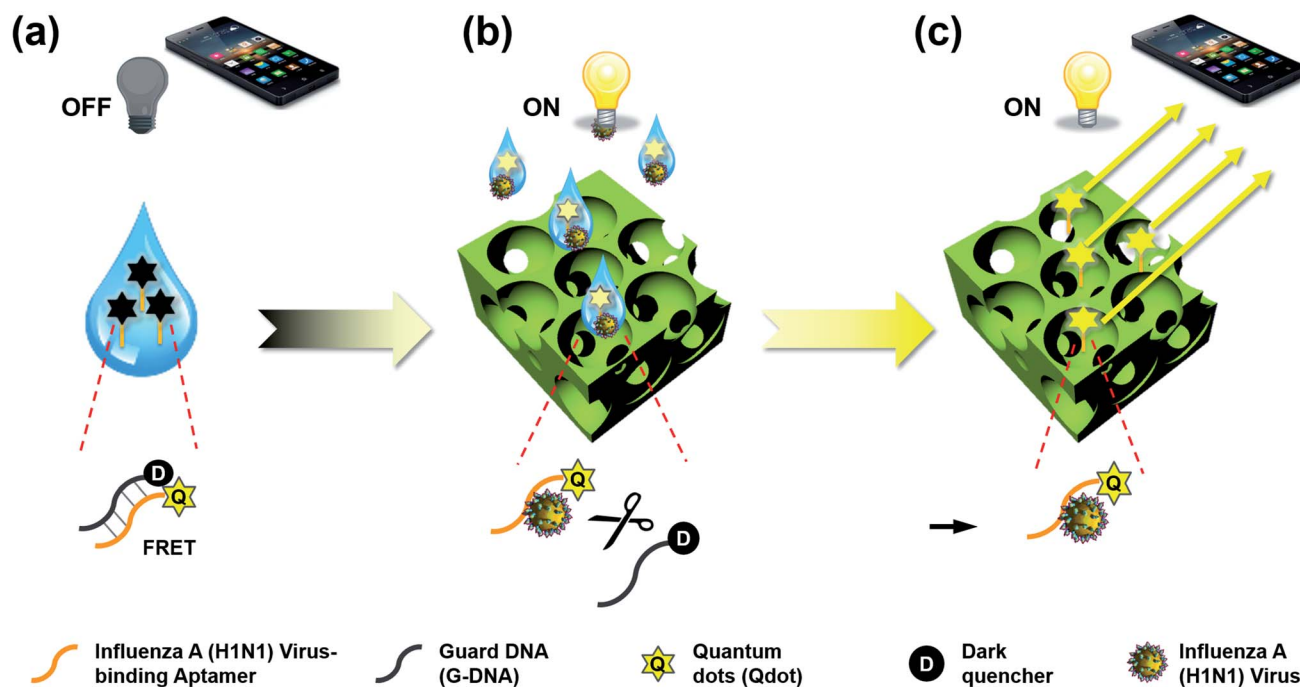 (a)
OFF
(b)
ON
(c)
ON
D
Q
FRET
Q
D
Q
Influenza A (H1N1) Virus-
binding Aptamer
Guard DNA
(G-DNA)
Q
Quantum
dots (Qdot)
D
Dark
quencher
Influenza A
(H1N1) Virus